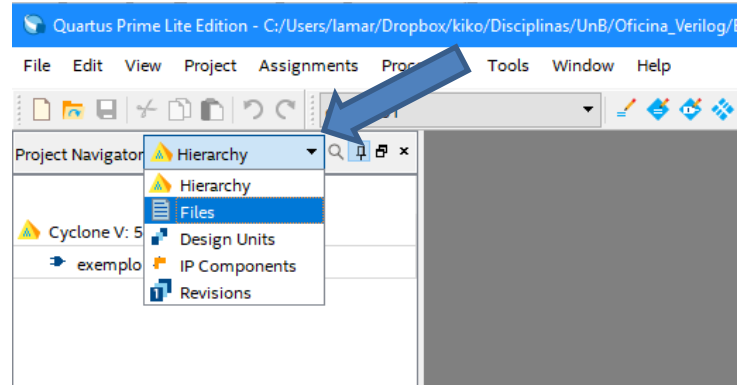 Quartus Prime Lite Edition - C:/Users/lamar/Dropbox/kiko/Disciplinas/UnB/Oficina_Verilog/
File Edit View Project Assignments Tools Window Help
Project Navigator Hierarchy
Hierarchy
Files
Cyclone V: 5
Design Units
exemplo
IP Components
Revisions